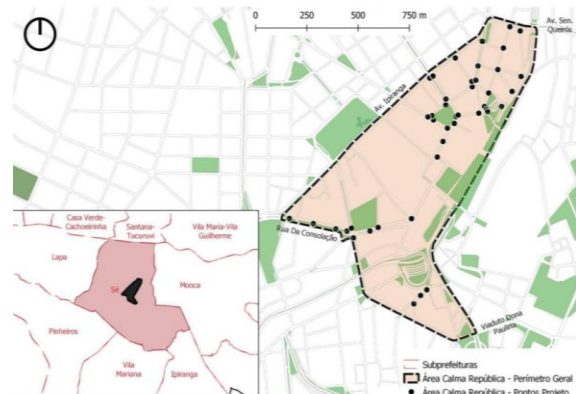 0 250 500 750 m
Av. Sen.
Queirós
Av. Ipiranga
Rua Da Consolação
Viaduto Dona
Paulina
Casa Verde-
Cachoeirinha
Santana-
Tucuruvi
Vila Maria-Vila
Guilherme
Lapa
Sé
Mooca
Pinheiros
Vila
Mariana
Ipiranga
Subprefeituras
Área Calma República - Perímetro Geral
Área Calma República - Pontos Projeto